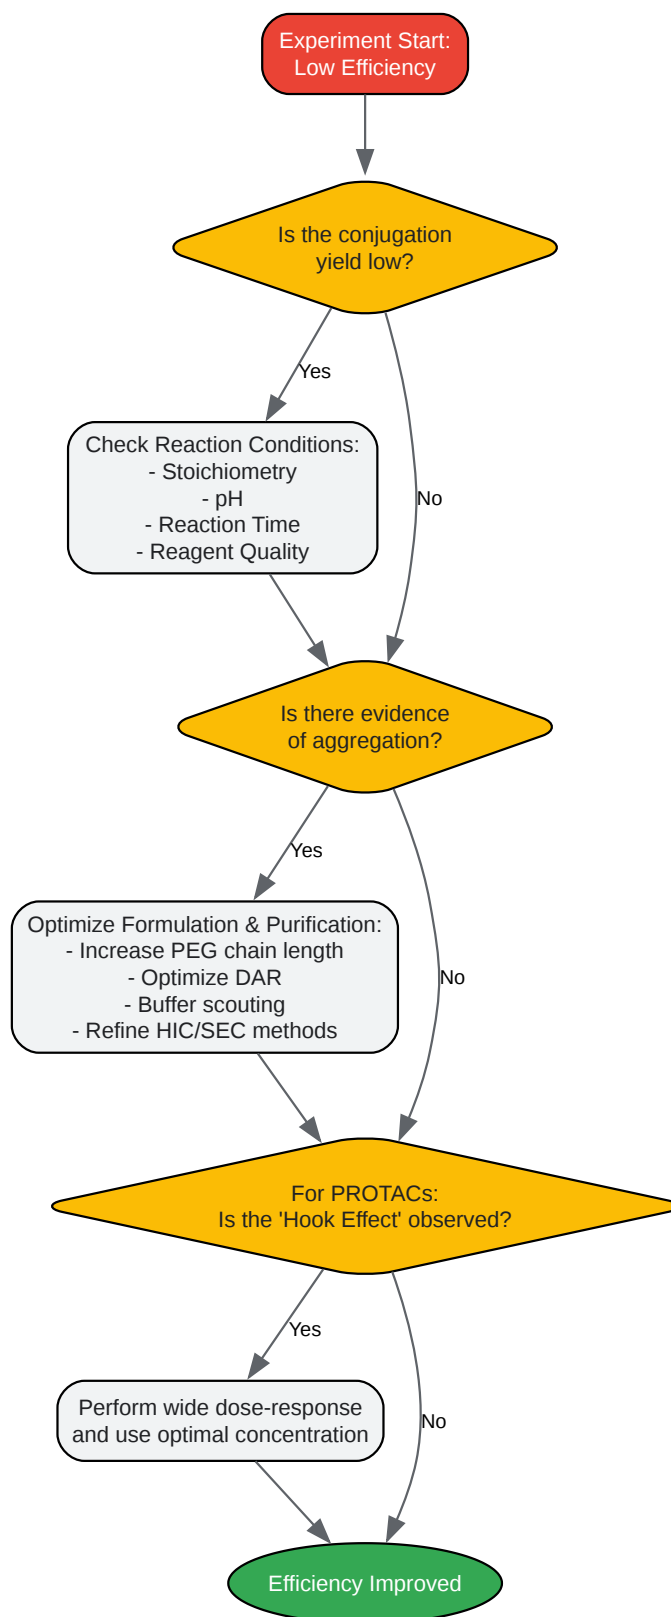 Experiment Start:
Low Efficiency
Is the conjugation
yield low?
Yes
No
Check Reaction Conditions:
- Stoichiometry
- pH
- Reaction Time
- Reagent Quality
Is there evidence
of aggregation?
Yes
No
Optimize Formulation & Purification:
- Increase PEG chain length
- Optimize DAR
- Buffer scouting
- Refine HIC/SEC methods
For PROTACs:
Is the 'Hook Effect' observed?
Yes
No
Perform wide dose-response
and use optimal concentration
Efficiency Improved